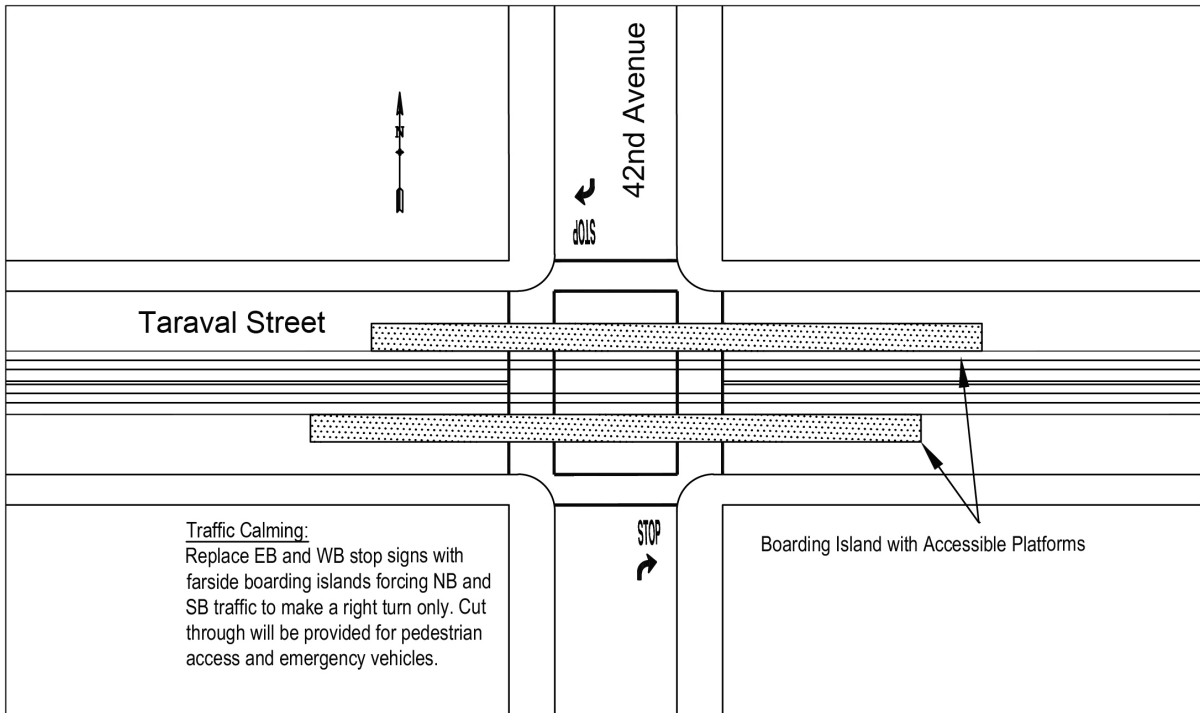 42nd Avenue
N
STOP
Taraval Street
STOP
Boarding Island with Accessible Platforms
Traffic Calming:
Replace EB and WB stop signs with
farside boarding islands forcing NB and
SB traffic to make a right turn only. Cut
through will be provided for pedestrian
access and emergency vehicles.